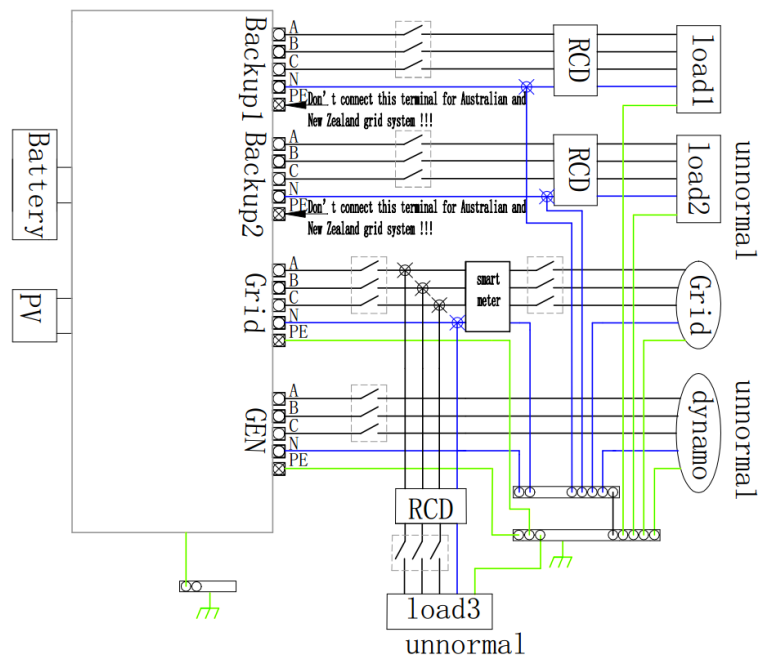 Backup1
A
B
C
N
PE
Don't connect this terminal for Australian and
New Zealand grid system !!!
RCD
load1
Backup2
A
B
C
N
PE
Don't connect this terminal for Australian and
New Zealand grid system !!!
RCD
load2
unnormal
Battery
PV
Grid
A
B
C
N
PE
smart
meter
Grid
GEN
A
B
C
N
PE
dynamo
unnormal
RCD
load3
unnormal